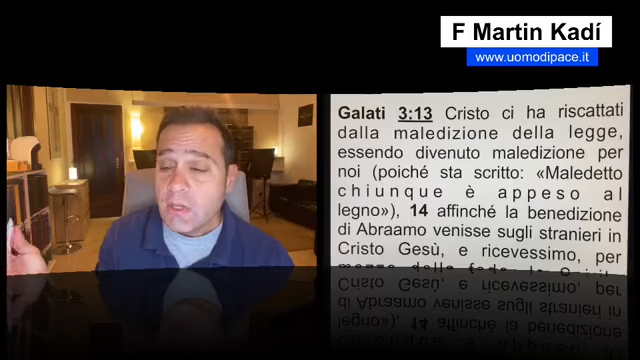 F Martin Kadí
www.uomodipace.it
Galati 3:13 Cristo ci ha riscattati
dalla maledizione della legge,
essendo divenuto maledizione per
noi (poiché sta scritto: «Maledetto
chiunque è appeso al
legno»), 14 affinché la benedizione
di Abraamo venisse sugli stranieri in
Cristo Gesù, e ricevessimo, per